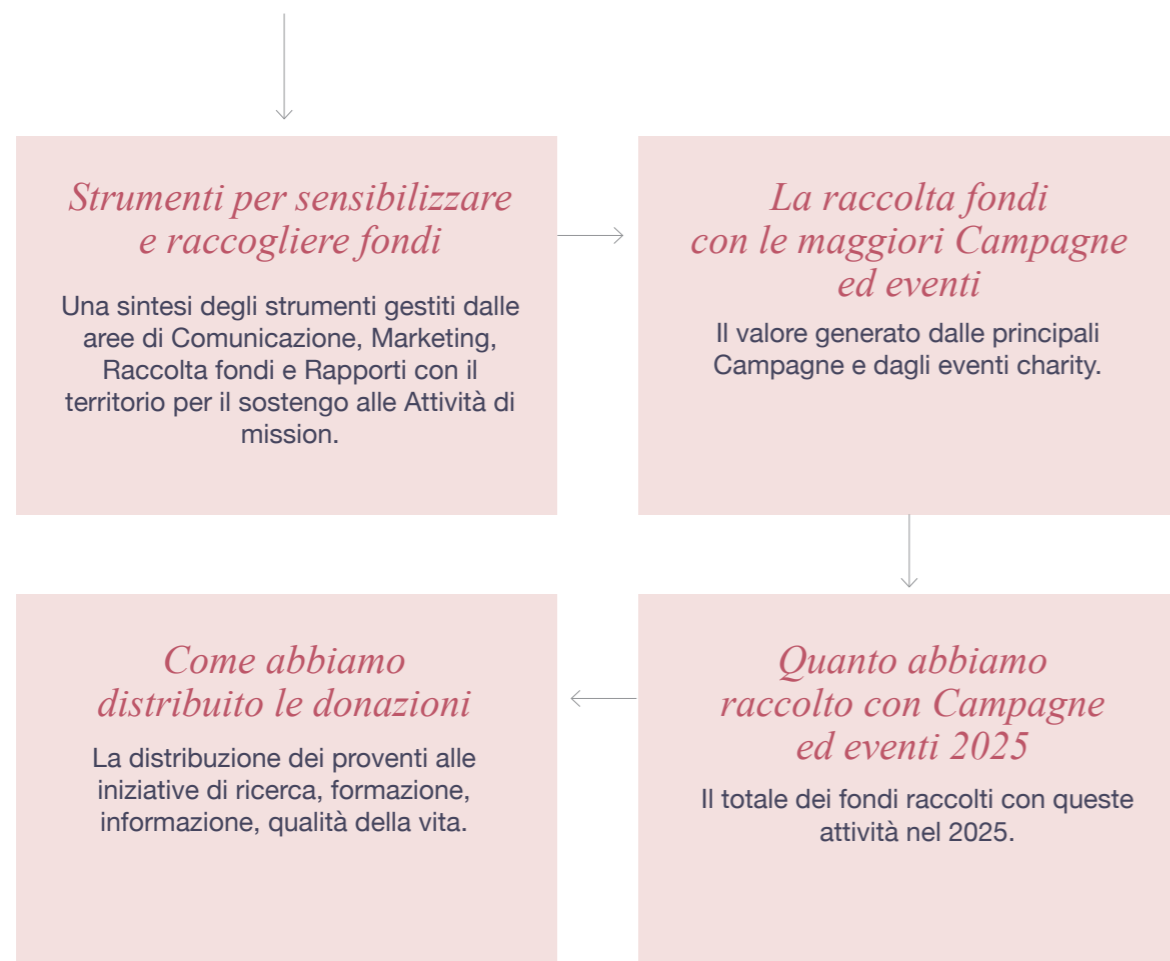 Strumenti per sensibilizzare
e raccogliere fondi
Una sintesi degli strumenti gestiti dalle
aree di Comunicazione, Marketing,
Raccolta fondi e Rapporti con il
territorio per il sostengo alle Attività di
mission.
La raccolta fondi
con le maggiori Campagne
ed eventi
Il valore generato dalle principali
Campagne e dagli eventi charity.
Quanto abbiamo
raccolto con Campagne
ed eventi 2025
Il totale dei fondi raccolti con queste
attività nel 2025.
Come abbiamo
distribuito le donazioni
La distribuzione dei proventi alle
iniziative di ricerca, formazione,
informazione, qualità della vita.